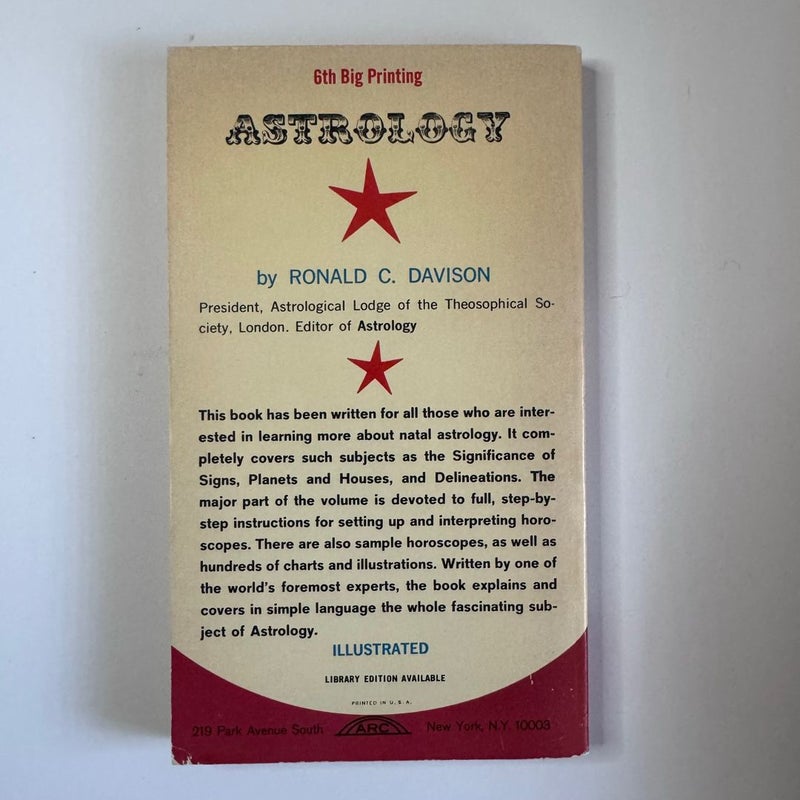 6th Big Printing
ASTROLOGY
by RONALD C. DAVISON
President, Astrological Lodge of the Theosophical So-
ciety, London. Editor of Astrology
This book has been written for all those who are inter-
ested in learning more about natal astrology. It com-
pletely covers such subjects as the Significance of
Signs, Planets and Houses, and Delineations. The
major part of the volume is devoted to full, step-by-
step instructions for setting up and interpreting horo-
scopes. There are also sample horoscopes, as well as
hundreds of charts and illustrations. Written by one of
the world's foremost experts, the book explains and
covers in simple language the whole fascinating sub-
ject of Astrology.
ILLUSTRATED
LIBRARY EDITION AVAILABLE
PRINTED IN U.S.A.
219 Park Avenue South ARC New York, N.Y. 10003